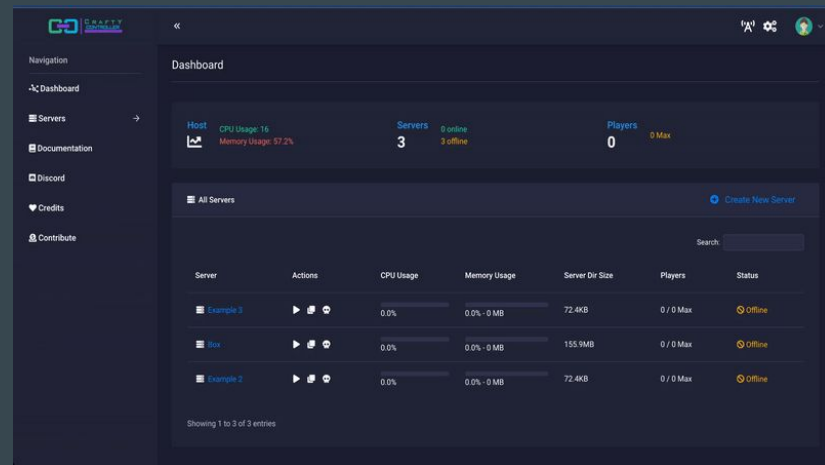 CRAFTY
CONTROLLER
«
Navigation
Dashboard
Servers
Documentation
Discord
Credits
Contribute
Dashboard
Host
CPU Usage: 16
Memory Usage: 57.2%
Servers
3
0 online
3 offline
Players
0
0 Max
All Servers
Create New Server
Search:
Server Actions CPU Usage Memory Usage Server Dir Size Players Status
Example 3 0.0% 0.0% - 0 MB 72.4KB 0 / 0 Max Offline
Box 0.0% 0.0% - 0 MB 155.9MB 0 / 0 Max Offline
Example 2 0.0% 0.0% - 0 MB 72.4KB 0 / 0 Max Offline
Showing 1 to 3 of 3 entries